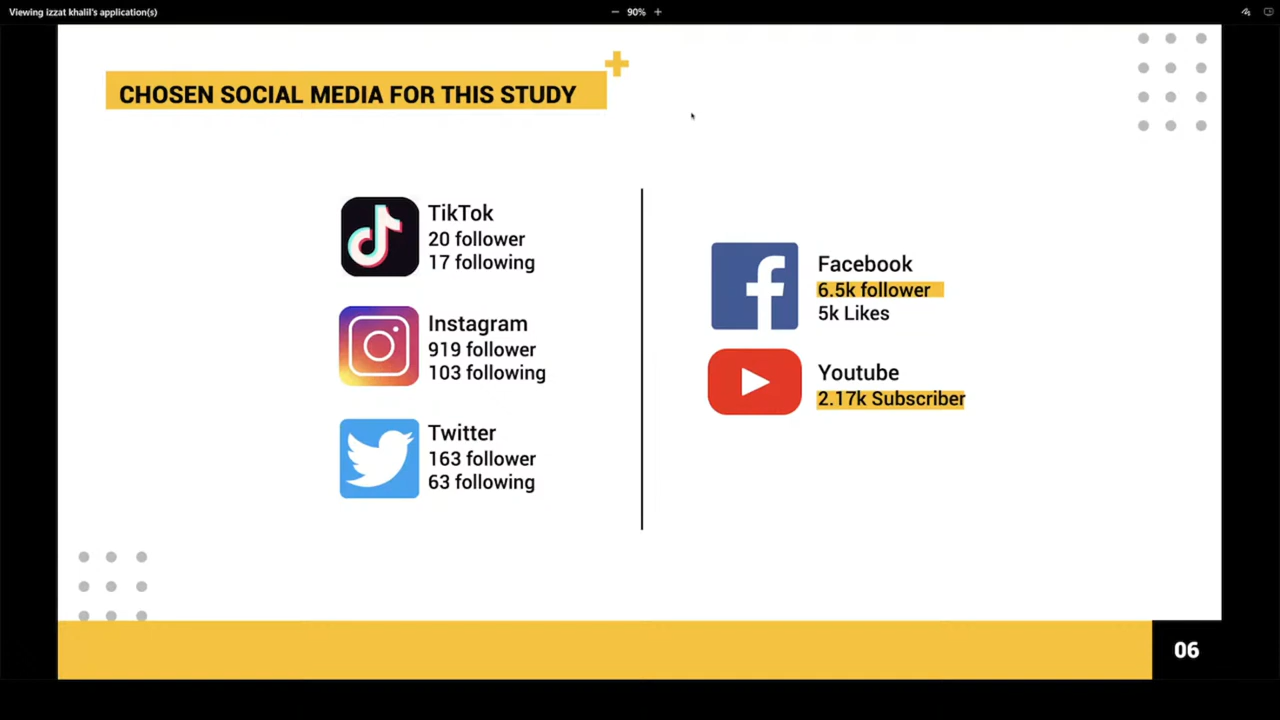 Viewing izzat khalil's application(s)
90%
CHOSEN SOCIAL MEDIA FOR THIS STUDY
TikTok
20 follower
17 following
Instagram
919 follower
103 following
Twitter
163 follower
63 following
Facebook
6.5k follower
5k Likes
Youtube
2.17k Subscriber
06